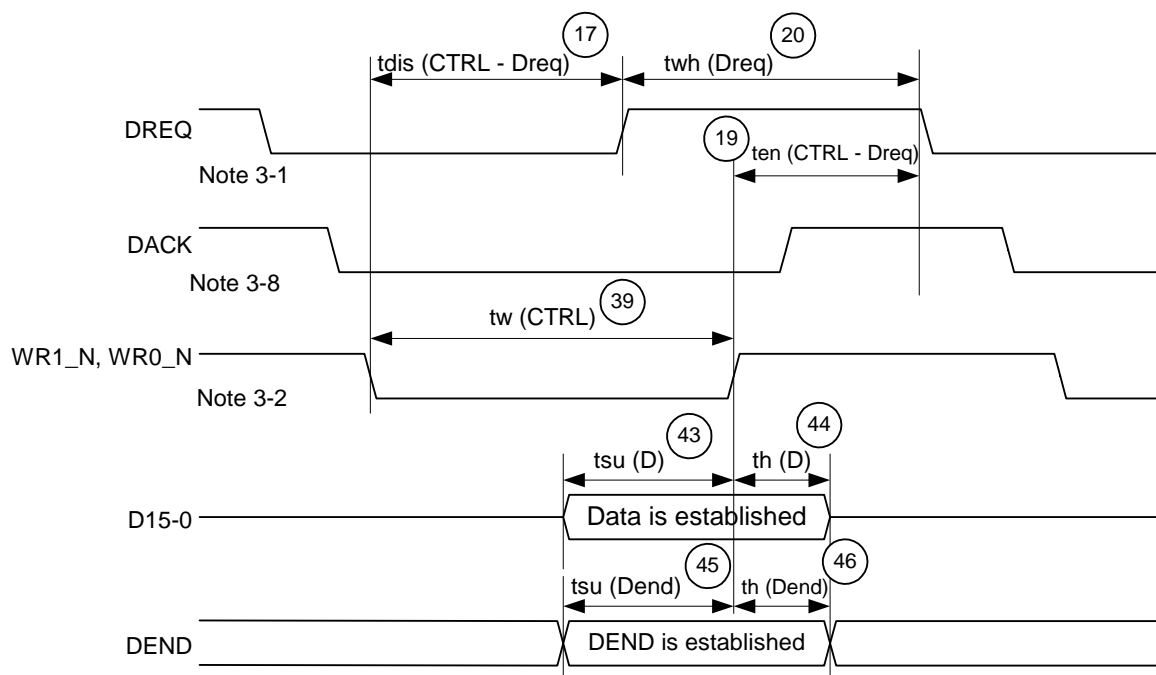 17
20
tdis (CTRL - Dreq)
twh (Dreq)
DREQ
19
ten (CTRL - Dreq)
Note 3-1
DACK
Note 3-8
39
tw (CTRL)
WR1_N, WR0_N
Note 3-2
43
44
tsu (D)
th (D)
D15-0
Data is established
45
46
tsu (Dend)
th (Dend)
DEND
DEND is established